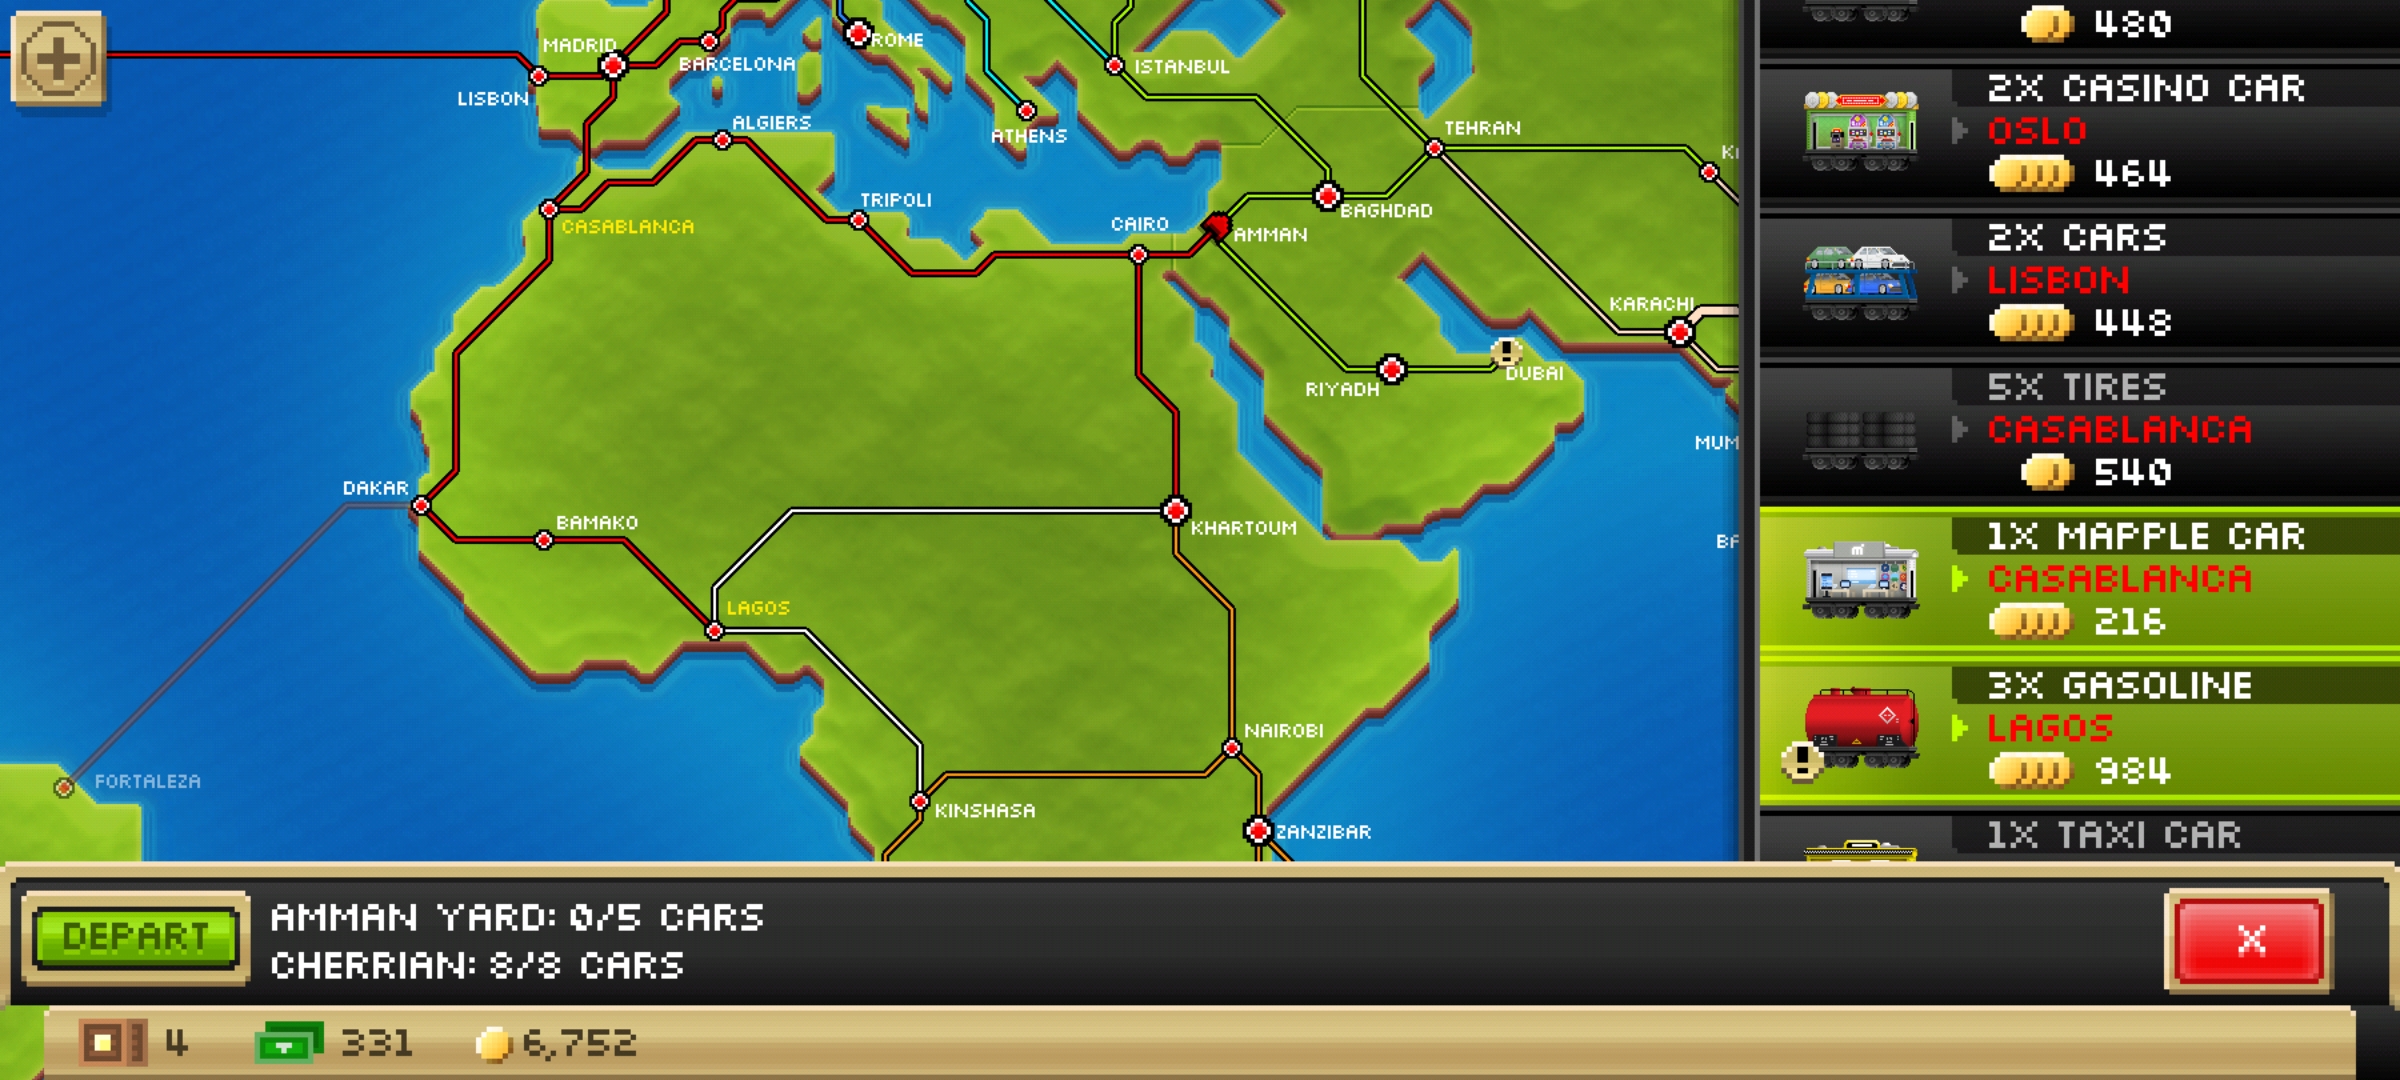 MADRID
ROME
BARCELONA
ISTANBUL
LISBON
ALGIERS
ATHENS
TEHRAN
TRIPOLI
BAGHDAD
CASABLANCA
CAIRO
AMMAN
KARACHI
RIYADH
DUBAI
DAKAR
BAMAKO
KHARTOUM
LAGOS
NAIROBI
FORTALEZA
KINSHASA
ZANZIBAR
480
2X CASINO CAR
OSLO
464
2X CARS
LISBON
448
5X TIRES
CASABLANCA
540
1X MAPPLE CAR
CASABLANCA
216
3X GASOLINE
LAGOS
984
1X TAXI CAR
DEPART
AMMAN YARD: 0/5 CARS
CHERRIAN: 8/8 CARS
X
4
331
6,752